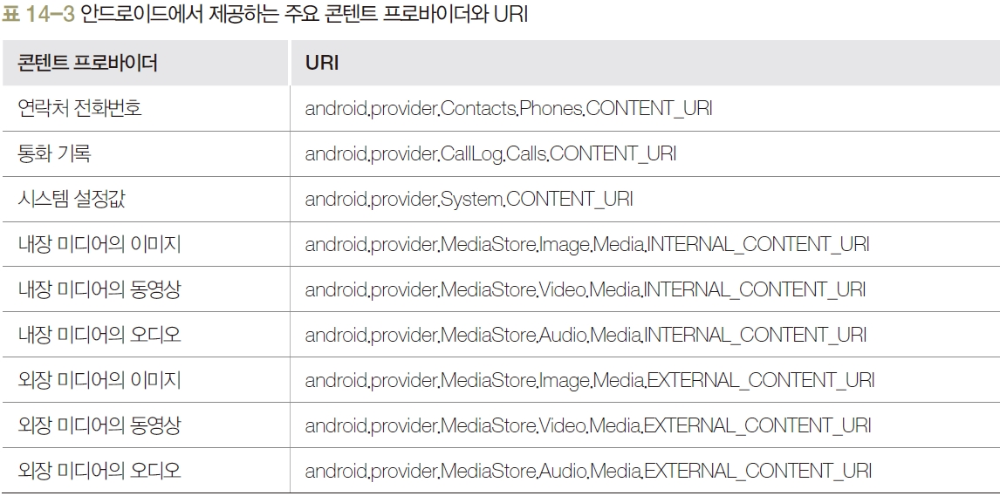 표 14-3 안드로이드에서 제공하는 주요 콘텐트 프로바이더와 URI
콘텐트 프로바이더 URI
연락처 전화번호 android.provider.Contacts.Phones.CONTENT_URI
통화 기록 android.provider.CallLog.Calls.CONTENT_URI
시스템 설정값 android.provider.System.CONTENT_URI
내장 미디어의 이미지 android.provider.MediaStore.Image.Media.INTERNAL_CONTENT_URI
내장 미디어의 동영상 android.provider.MediaStore.Video.Media.INTERNAL_CONTENT_URI
내장 미디어의 오디오 android.provider.MediaStore.Audio.Media.INTERNAL_CONTENT_URI
외장 미디어의 이미지 android.provider.MediaStore.Image.Media.EXTERNAL_CONTENT_URI
외장 미디어의 동영상 android.provider.MediaStore.Video.Media.EXTERNAL_CONTENT_URI
외장 미디어의 오디오 android.provider.MediaStore.Audio.Media.EXTERNAL_CONTENT_URI